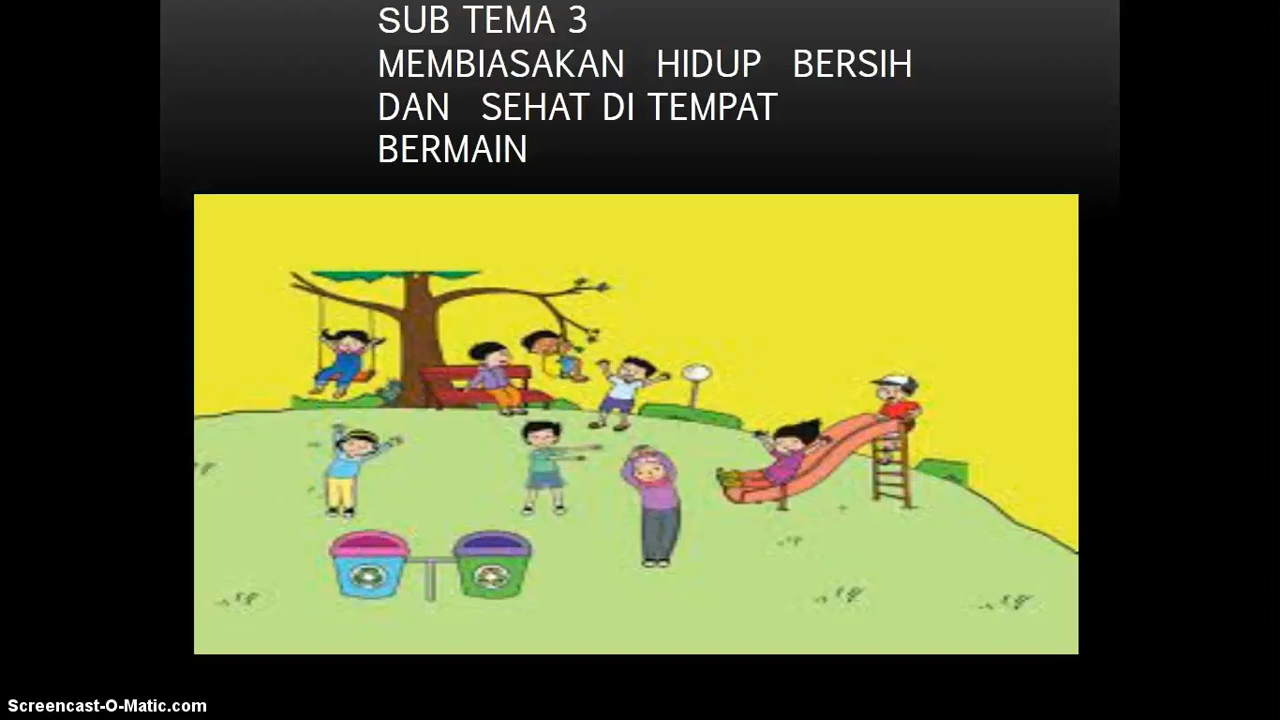 SUB TEMA 3
MEMBIASAKAN HIDUP BERSIH
DAN SEHAT DI TEMPAT
BERMAIN
Screencast-O-Matic.com